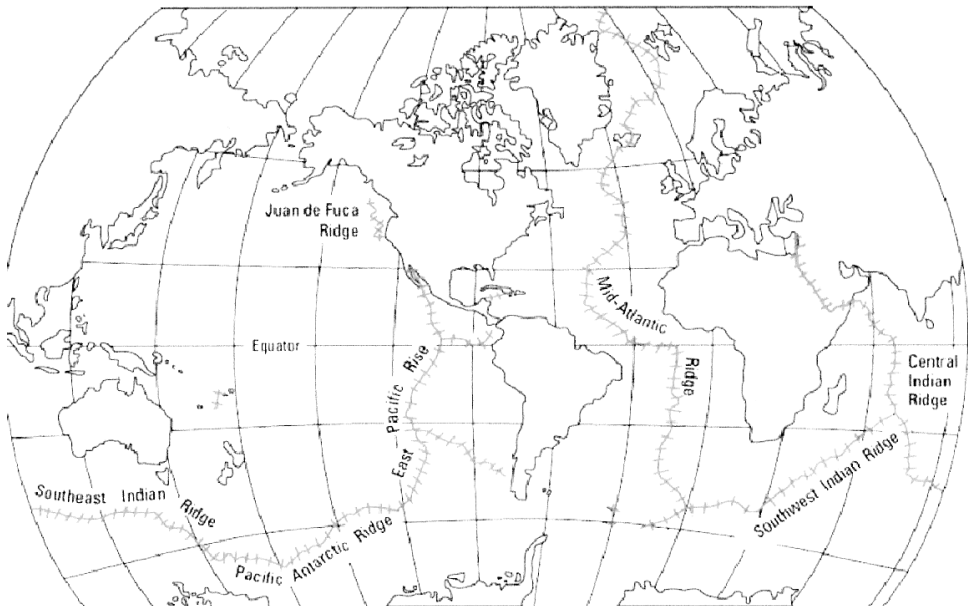 Juan de Fuca
Ridge
Mid-Atlantic
Ridge
Equator
East Pacific Rise
Central
Indian
Ridge
Southeast Indian Ridge
Southwest Indian Ridge
Pacific Antarctic Ridge